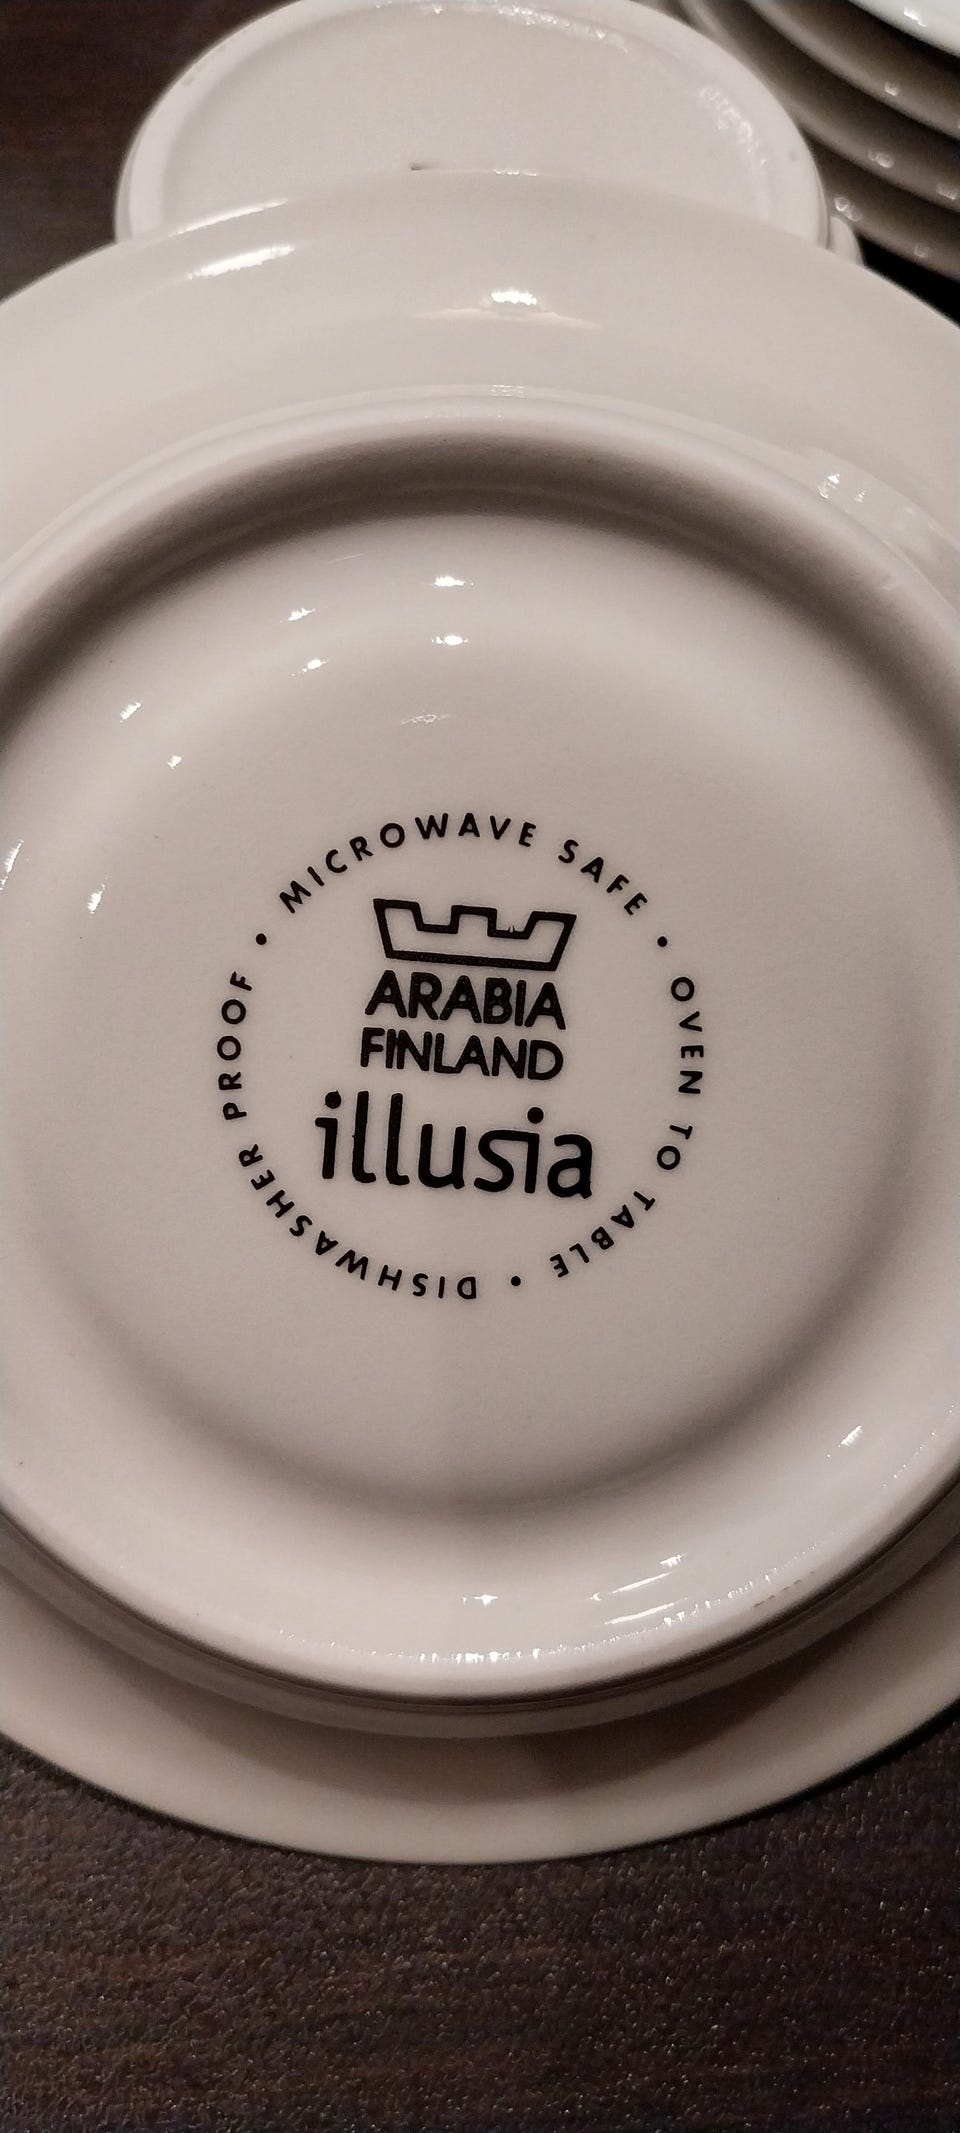 MICROWAVE SAFE • OVEN TO TABLE • DISHWASHER PROOF •
ARABIA
FINLAND
illusia